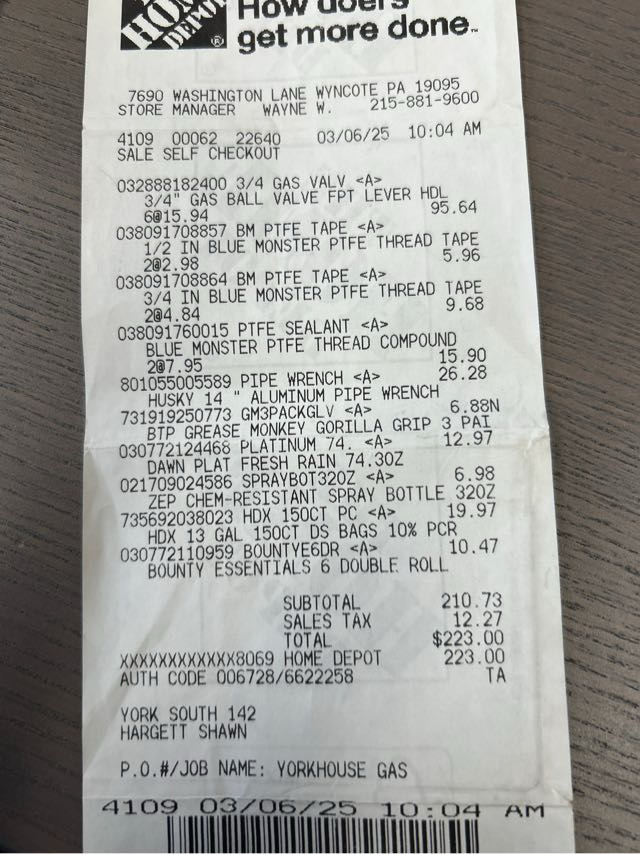 HOME
DEPOT
®
How doers
get more done™
7690 WASHINGTON LANE WYNCOTE PA 19095
STORE MANAGER WAYNE W. 215-881-9600
4109 00062 22640 03/06/25 10:04 AM
SALE SELF CHECKOUT
032888182400 3/4 GAS VALV <A>
3/4" GAS BALL VALVE FPT LEVER HDL
6@15.94 95.64
038091708857 BM PTFE TAPE <A>
1/2 IN BLUE MONSTER PTFE THREAD TAPE
2@2.98 5.96
038091708864 BM PTFE TAPE <A>
3/4 IN BLUE MONSTER PTFE THREAD TAPE
2@4.84 9.68
038091760015 PTFE SEALANT <A>
BLUE MONSTER PTFE THREAD COMPOUND
2@7.95 15.90
801055005589 PIPE WRENCH <A> 26.28
HUSKY 14 " ALUMINUM PIPE WRENCH
731919250773 GM3PACKGLV <A> 6.88N
BTP GREASE MONKEY GORILLA GRIP 3 PAI
030772124468 PLATINUM 74. <A> 12.97
DAWN PLAT FRESH RAIN 74.3OZ
021709024586 SPRAYBOT32OZ <A> 6.98
ZEP CHEM-RESISTANT SPRAY BOTTLE 32OZ
735692038023 HDX 150CT PC <A> 19.97
HDX 13 GAL 150CT DS BAGS 10% PCR
030772110959 BOUNTYE6DR <A> 10.47
BOUNTY ESSENTIALS 6 DOUBLE ROLL
SUBTOTAL 210.73
SALES TAX 12.27
TOTAL $223.00
XXXXXXXXXXXX8069 HOME DEPOT 223.00
AUTH CODE 006728/6622258 TA
YORK SOUTH 142
HARGETT SHAWN
P.O.#/JOB NAME: YORKHOUSE GAS
4109 03/06/25 10:04 AM